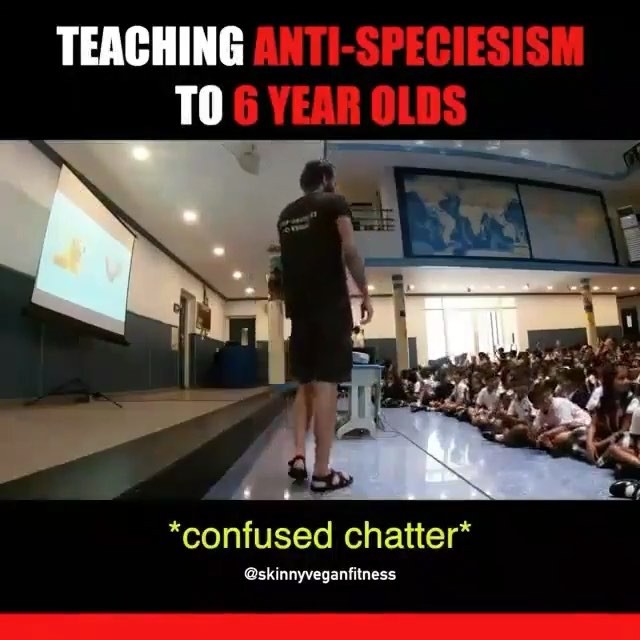 TEACHING ANTI-SPECIESISM
TO 6 YEAR OLDS
*confused chatter*
@skinnyveganfitness